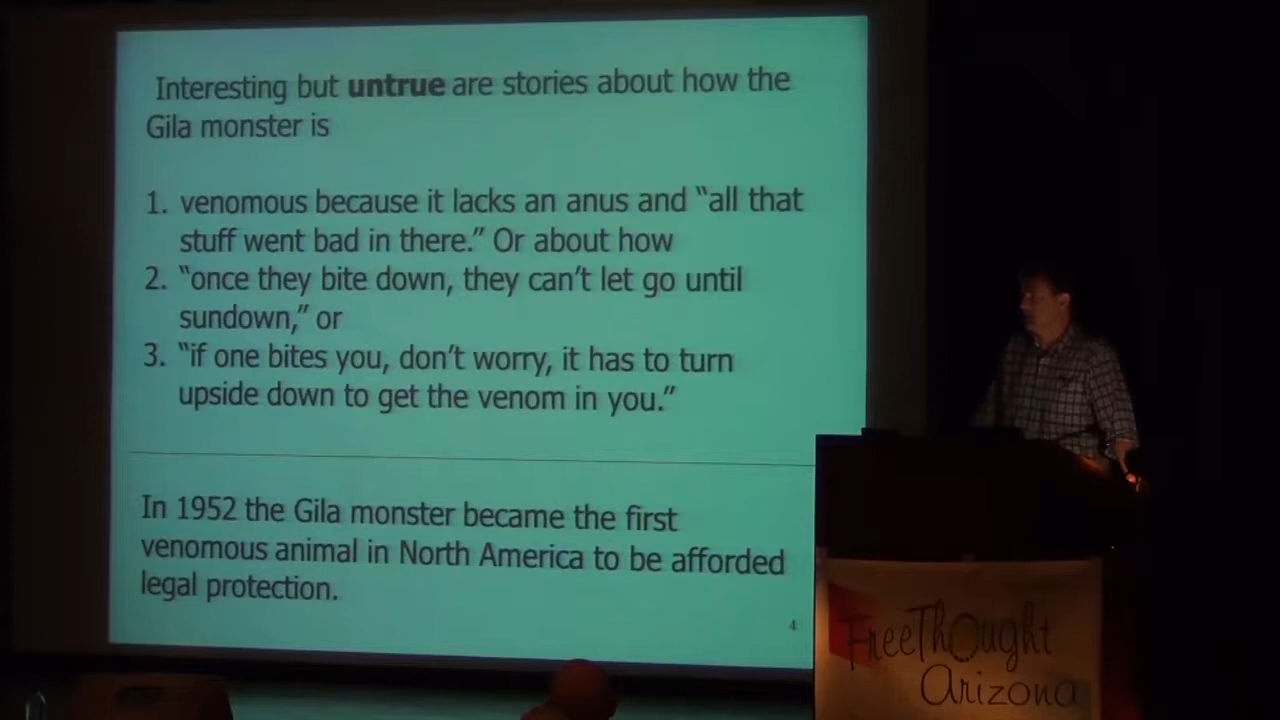 Interesting but untrue are stories about how the
Gila monster is
1. venomous because it lacks an anus and “all that
stuff went bad in there.” Or about how
2. “once they bite down, they can’t let go until
sundown,” or
3. “if one bites you, don’t worry, it has to turn
upside down to get the venom in you.”
In 1952 the Gila monster became the first
venomous animal in North America to be afforded
legal protection.
4
FreeThOught
Arizona